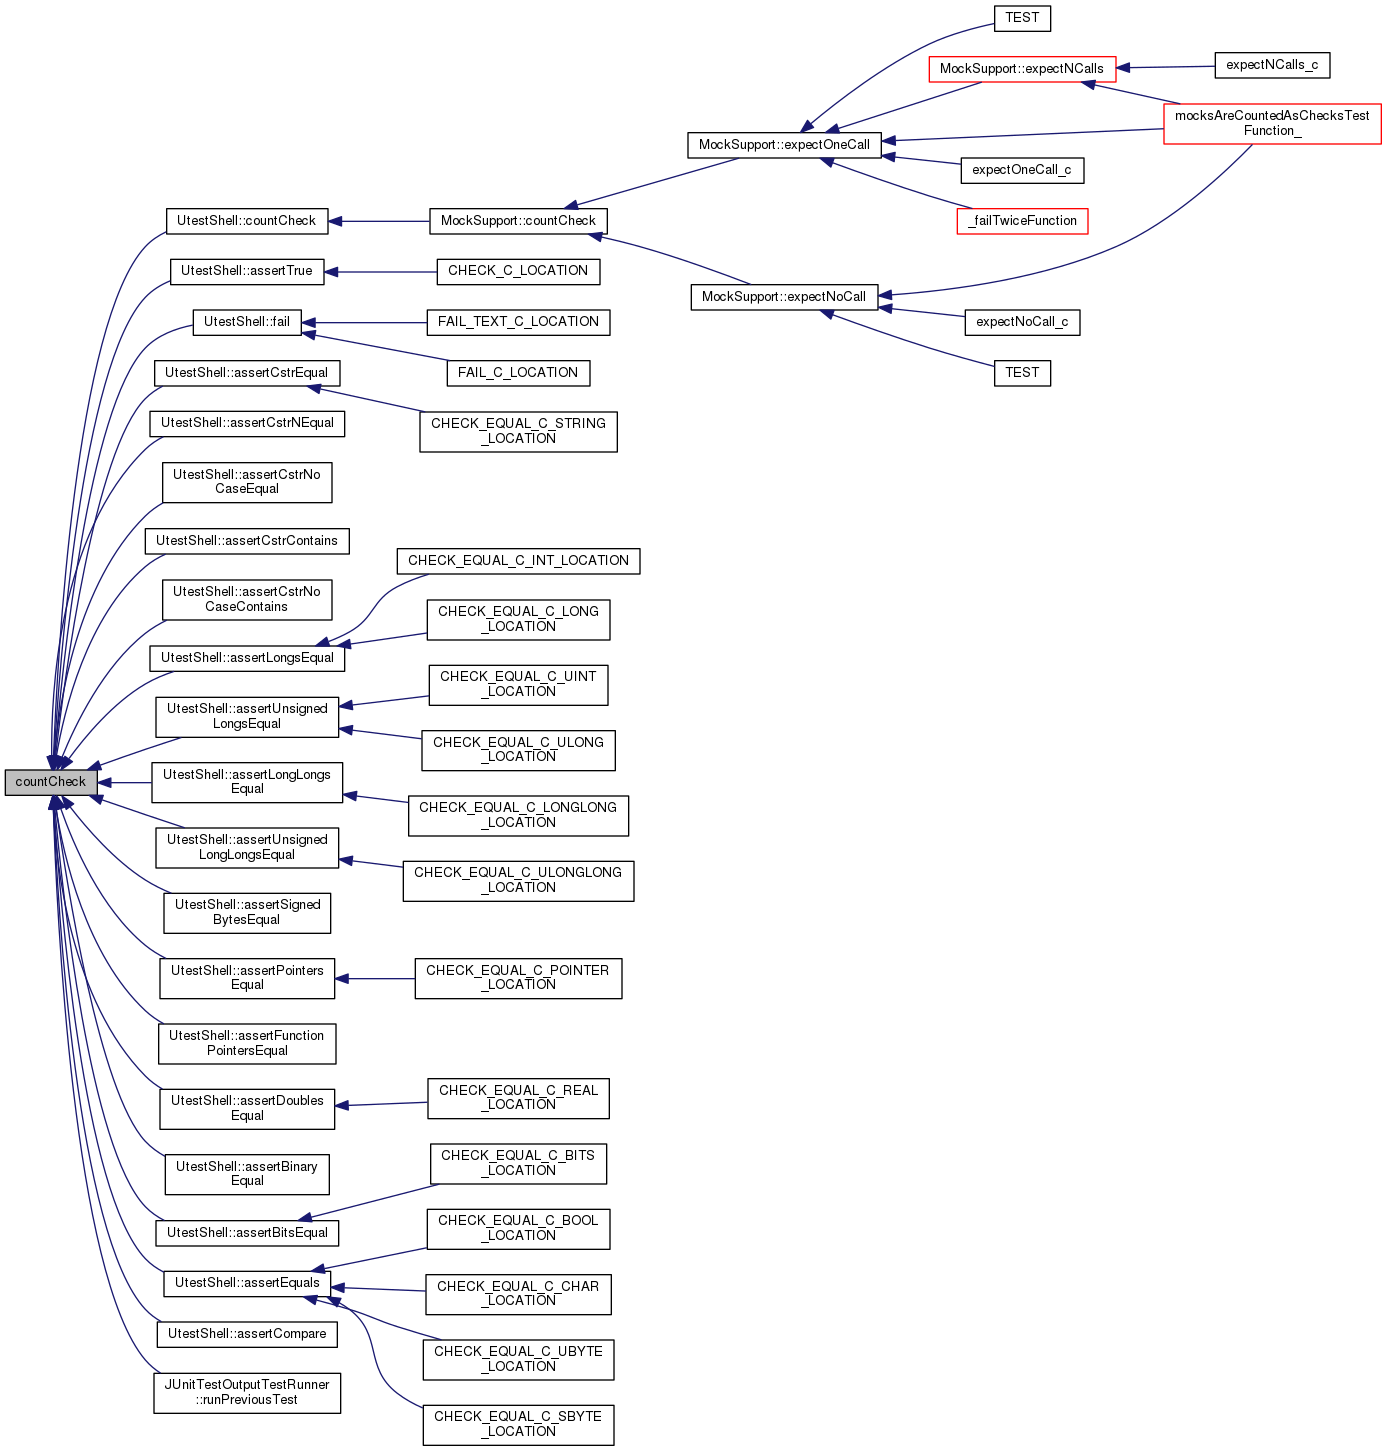 TEST
MockSupport::expectNCalls
expectNCalls_c
mocksAreCountedAsChecksTest
Function_
MockSupport::expectOneCall
expectOneCall_c
_failTwiceFunction
UtestShell::countCheck
MockSupport::countCheck
UtestShell::assertTrue
CHECK_C_LOCATION
MockSupport::expectNoCall
UtestShell::fail
FAIL_TEXT_C_LOCATION
expectNoCall_c
UtestShell::assertCstrEqual
FAIL_C_LOCATION
TEST
UtestShell::assertCstrNEqual
CHECK_EQUAL_C_STRING
_LOCATION
UtestShell::assertCstrNo
CaseEqual
UtestShell::assertCstrContains
CHECK_EQUAL_C_INT_LOCATION
UtestShell::assertCstrNo
CaseContains
CHECK_EQUAL_C_LONG
_LOCATION
UtestShell::assertLongsEqual
CHECK_EQUAL_C_UINT
_LOCATION
UtestShell::assertUnsigned
LongsEqual
CHECK_EQUAL_C_ULONG
_LOCATION
countCheck
UtestShell::assertLongLongs
Equal
CHECK_EQUAL_C_LONGLONG
_LOCATION
UtestShell::assertUnsigned
LongLongsEqual
CHECK_EQUAL_C_ULONGLONG
_LOCATION
UtestShell::assertSigned
BytesEqual
UtestShell::assertPointers
Equal
CHECK_EQUAL_C_POINTER
_LOCATION
UtestShell::assertFunction
PointersEqual
UtestShell::assertDoubles
Equal
CHECK_EQUAL_C_REAL
_LOCATION
UtestShell::assertBinary
Equal
CHECK_EQUAL_C_BITS
_LOCATION
UtestShell::assertBitsEqual
CHECK_EQUAL_C_BOOL
_LOCATION
UtestShell::assertEquals
CHECK_EQUAL_C_CHAR
_LOCATION
UtestShell::assertCompare
CHECK_EQUAL_C_UBYTE
_LOCATION
JUnitTestOutputTestRunner
::runPreviousTest
CHECK_EQUAL_C_SBYTE
_LOCATION